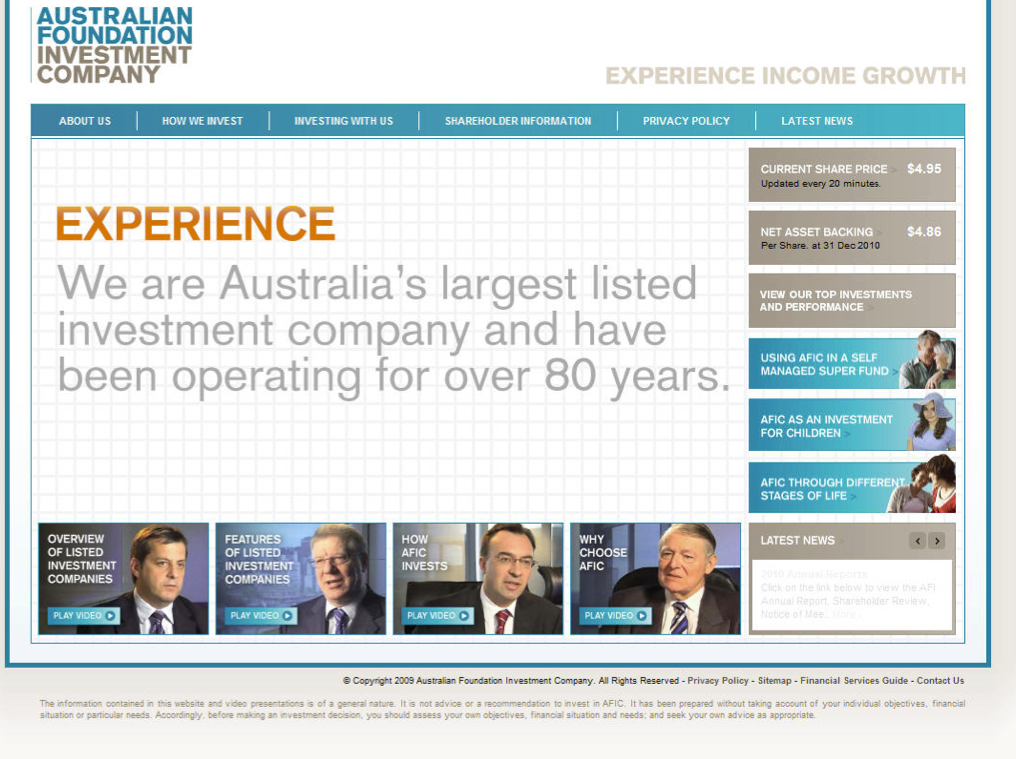 AUSTRALIAN
FOUNDATION
INVESTMENT
COMPANY
EXPERIENCE INCOME GROWTH
ABOUT US
HOW WE INVEST
INVESTING WITH US
SHAREHOLDER INFORMATION
PRIVACY POLICY
LATEST NEWS
EXPERIENCE
We are Australia's largest listed
investment company and have
been operating for over 80 years.
CURRENT SHARE PRICE > $4.95
Updated every 20 minutes.
NET ASSET BACKING > $4.86
Per Share. at 31 Dec 2010
VIEW OUR TOP INVESTMENTS
AND PERFORMANCE >
USING AFIC IN A SELF
MANAGED SUPER FUND >
AFIC AS AN INVESTMENT
FOR CHILDREN >
AFIC THROUGH DIFFERENT
STAGES OF LIFE >
OVERVIEW
OF LISTED
INVESTMENT
COMPANIES
PLAY VIDEO
FEATURES
OF LISTED
INVESTMENT
COMPANIES
PLAY VIDEO
HOW
AFIC
INVESTS
PLAY VIDEO
WHY
CHOOSE
AFIC
PLAY VIDEO
LATEST NEWS >
2010 Annual Reports
Click on the link below to view the AFI
Annual Report, Shareholder Review,
Notice of Mee...
© Copyright 2009 Australian Foundation Investment Company. All Rights Reserved - Privacy Policy - Sitemap - Financial Services Guide - Contact Us
The information contained in this website and video presentations is of a general nature. It is not advice or a recommendation to invest in AFIC. It has been prepared without taking account of your individual objectives, financial
situation or particular needs. Accordingly, before making an investment decision, you should assess your own objectives, financial situation and needs; and seek your own advice as appropriate.